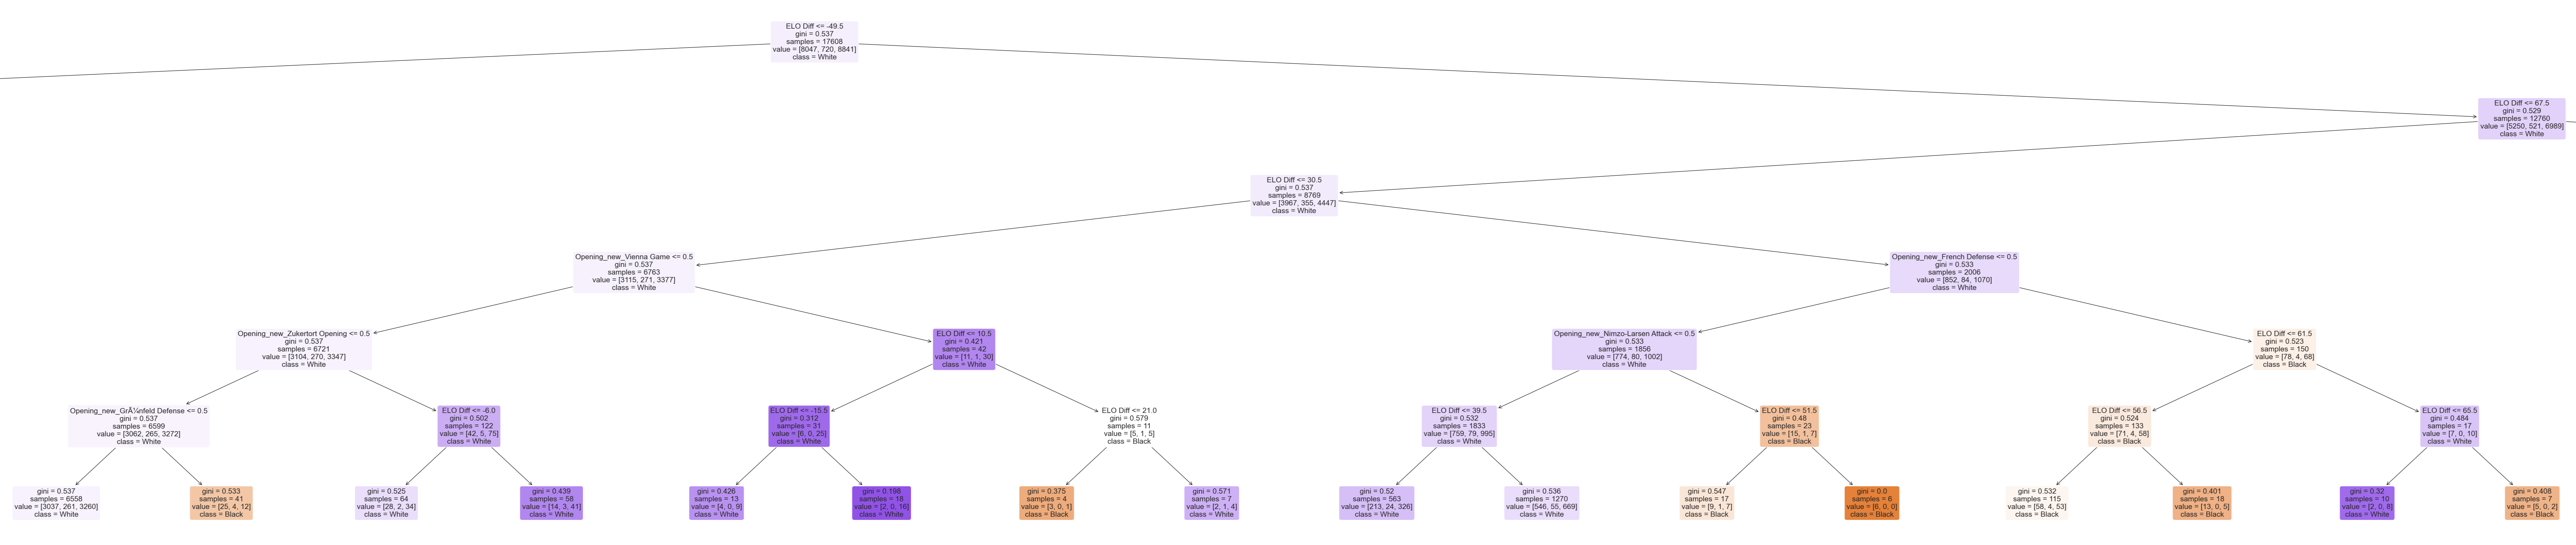 ELO Diff <= -49.5
gini = 0.537
samples = 17608
value = [8047, 720, 8841]
class = White
ELO Diff <= 67.5
gini = 0.529
samples = 12760
value = [5250, 521, 6989]
class = White
ELO Diff <= 30.5
gini = 0.537
samples = 8769
value = [3967, 355, 4447]
class = White
Opening_new_Vienna Game <= 0.5
gini = 0.537
samples = 6763
value = [3115, 271, 3377]
class = White
Opening_new_French Defense <= 0.5
gini = 0.533
samples = 2006
value = [852, 84, 1070]
class = White
Opening_new_Zukertort Opening <= 0.5
gini = 0.537
samples = 6721
value = [3104, 270, 3347]
class = White
ELO Diff <= 10.5
gini = 0.421
samples = 42
value = [11, 1, 30]
class = White
Opening_new_Nimzo-Larsen Attack <= 0.5
gini = 0.533
samples = 1856
value = [774, 80, 1002]
class = White
ELO Diff <= 61.5
gini = 0.523
samples = 150
value = [78, 4, 68]
class = Black
Opening_new_GrÃ¼nfeld Defense <= 0.5
gini = 0.537
samples = 6599
value = [3062, 265, 3272]
class = White
ELO Diff <= -6.0
gini = 0.502
samples = 122
value = [42, 5, 75]
class = White
ELO Diff <= -15.5
gini = 0.312
samples = 31
value = [6, 0, 25]
class = White
ELO Diff <= 21.0
gini = 0.579
samples = 11
value = [5, 1, 5]
class = Black
ELO Diff <= 39.5
gini = 0.532
samples = 1833
value = [759, 79, 995]
class = White
ELO Diff <= 51.5
gini = 0.48
samples = 23
value = [15, 1, 7]
class = Black
ELO Diff <= 56.5
gini = 0.524
samples = 133
value = [71, 4, 58]
class = Black
ELO Diff <= 65.5
gini = 0.484
samples = 17
value = [7, 0, 10]
class = White
gini = 0.537
samples = 6558
value = [3037, 261, 3260]
class = White
gini = 0.533
samples = 41
value = [25, 4, 12]
class = Black
gini = 0.525
samples = 64
value = [28, 2, 34]
class = White
gini = 0.439
samples = 58
value = [14, 3, 41]
class = White
gini = 0.426
samples = 13
value = [4, 0, 9]
class = White
gini = 0.198
samples = 18
value = [2, 0, 16]
class = White
gini = 0.375
samples = 4
value = [3, 0, 1]
class = Black
gini = 0.571
samples = 7
value = [2, 1, 4]
class = White
gini = 0.52
samples = 563
value = [213, 24, 326]
class = White
gini = 0.536
samples = 1270
value = [546, 55, 669]
class = White
gini = 0.547
samples = 17
value = [9, 1, 7]
class = Black
gini = 0.0
samples = 6
value = [6, 0, 0]
class = Black
gini = 0.532
samples = 115
value = [58, 4, 53]
class = Black
gini = 0.401
samples = 18
value = [13, 0, 5]
class = Black
gini = 0.32
samples = 10
value = [2, 0, 8]
class = White
gini = 0.408
samples = 7
value = [5, 0, 2]
class = Black